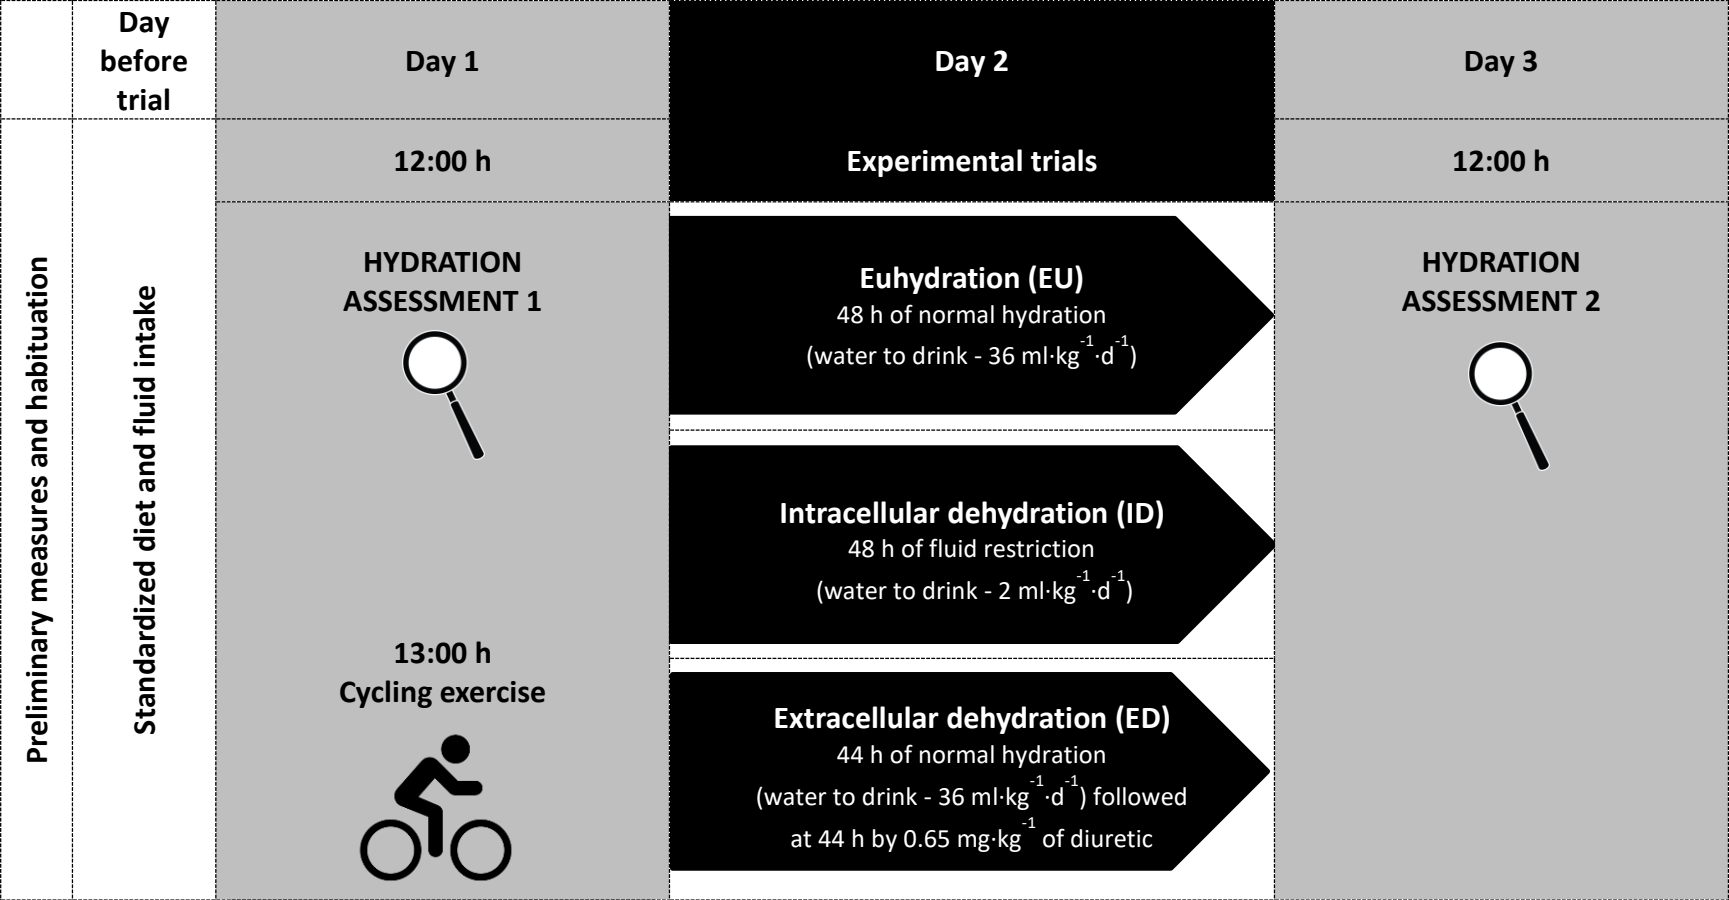 Day
before
trial
Day 1
Day 2
Day 3
12:00 h
Experimental trials
12:00 h
Preliminary measures and habituation
Standardized diet and fluid intake
HYDRATION
ASSESSMENT 1
13:00 h
Cycling exercise
Euhydration (EU)
48 h of normal hydration
(water to drink - 36 ml·kg⁻¹·d⁻¹)
Intracellular dehydration (ID)
48 h of fluid restriction
(water to drink - 2 ml·kg⁻¹·d⁻¹)
Extracellular dehydration (ED)
44 h of normal hydration
(water to drink - 36 ml·kg⁻¹·d⁻¹) followed
at 44 h by 0.65 mg·kg⁻¹ of diuretic
HYDRATION
ASSESSMENT 2